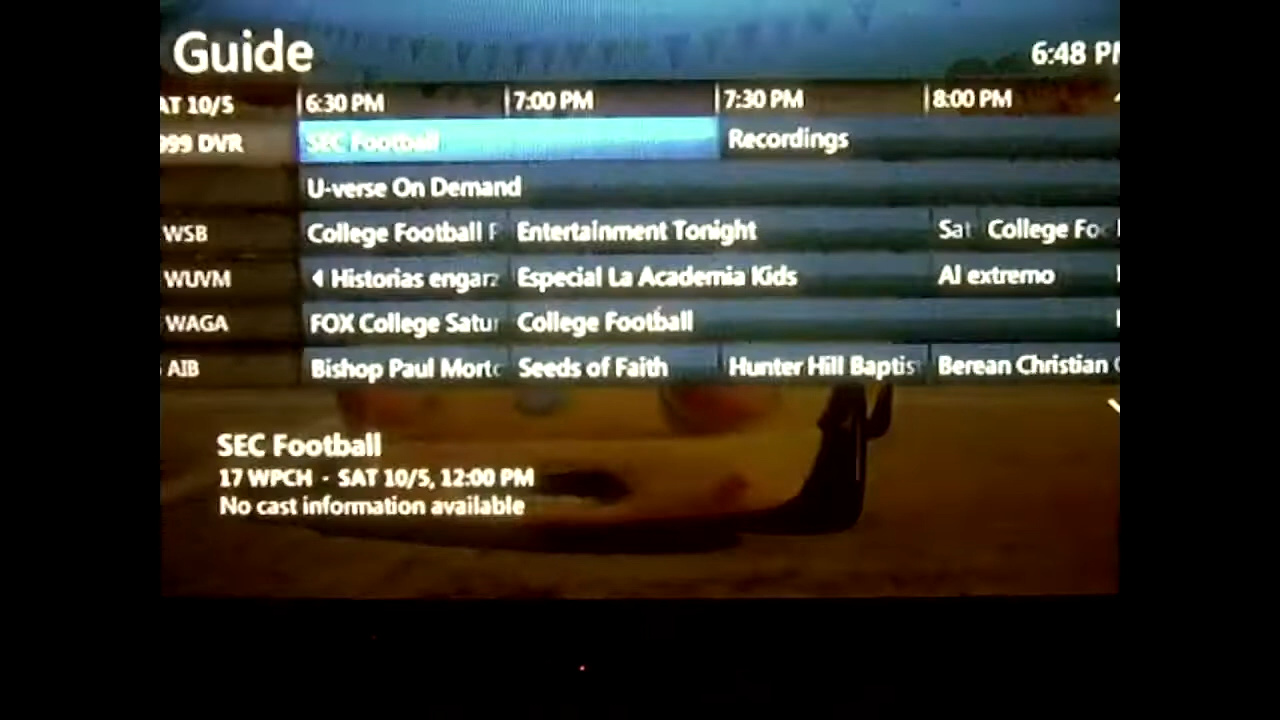 Guide 6:48 PM
AT 10/5 6:30 PM 7:00 PM 7:30 PM 8:00 PM
999 DVR SEC Football Recordings
U-verse On Demand
WSB College Football Entertainment Tonight Sat College Fo
WUVM Historias engar Especial La Academia Kids Al extremo
WAGA FOX College Satur College Football
AIB Bishop Paul Morto Seeds of Faith Hunter Hill Baptis Berean Christian
SEC Football
17 WPCH - SAT 10/5, 12:00 PM
No cast information available